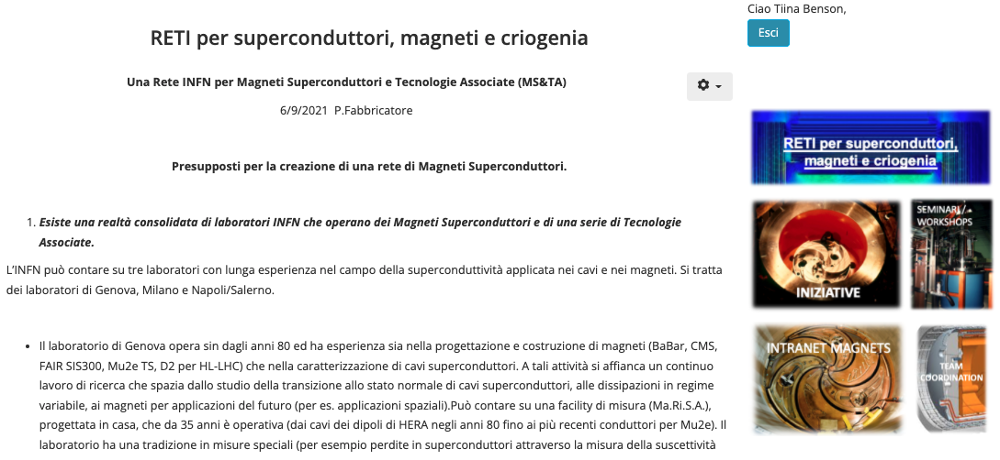 Ciao Tiina Benson,
Esci
RETI per superconduttori, magneti e criogenia
Una Rete INFN per Magneti Superconduttori e Tecnologie Associate (MS&TA)
6/9/2021 P.Fabbricatore
Presupposti per la creazione di una rete di Magneti Superconduttori.
1. Esiste una realtà consolidata di laboratori INFN che operano dei Magneti Superconduttori e di una serie di Tecnologie
Associate.
L’INFN può contare su tre laboratori con lunga esperienza nel campo della superconduttività applicata nei cavi e nei magneti. Si tratta
dei laboratori di Genova, Milano e Napoli/Salerno.
• Il laboratorio di Genova opera sin dagli anni 80 ed ha esperienza sia nella progettazione e costruzione di magneti (BaBar, CMS,
FAIR SIS300, Mu2e TS, D2 per HL-LHC) che nella caratterizzazione di cavi superconduttori. A tali attività si affianca un continuo
lavoro di ricerca che spazia dallo studio della transizione allo stato normale di cavi superconduttori, alle dissipazioni in regime
variabile, ai magneti per applicazioni del futuro (per es. applicazioni spaziali).Può contare su una facility di misura (Ma.Ri.S.A.),
progettata in casa, che da 35 anni è operativa (dai cavi dei dipoli di HERA negli anni 80 fino ai più recenti conduttori per Mu2e). Il
laboratorio ha una tradizione in misure speciali (per esempio perdite in superconduttori attraverso la misura della suscettività
RETI per superconduttori,
magneti e criogenia
INIZIATIVE
SEMINARI /
WORKSHOPS
INTRANET MAGNETS
TEAM
COORDINATION